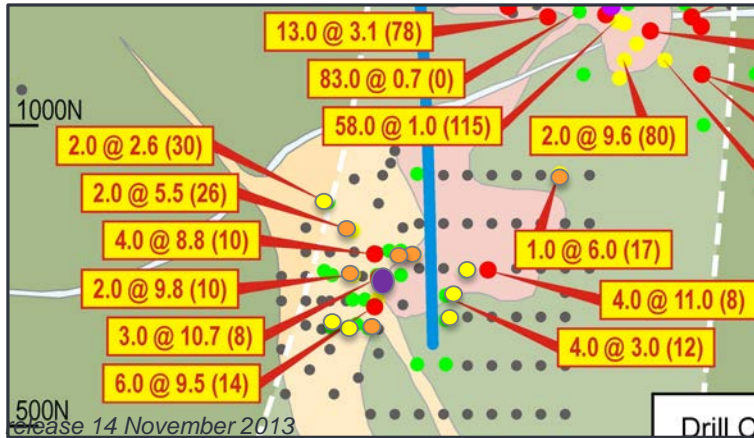 13.0 @ 3.1 (78)
83.0 @ 0.7 (0)
1000N
58.0 @ 1.0 (115)
2.0 @ 9.6 (80)
2.0 @ 2.6 (30)
2.0 @ 5.5 (26)
4.0 @ 8.8 (10)
1.0 @ 6.0 (17)
2.0 @ 9.8 (10)
4.0 @ 11.0 (8)
3.0 @ 10.7 (8)
4.0 @ 3.0 (12)
6.0 @ 9.5 (14)
500N
release 14 November 2013
Drill